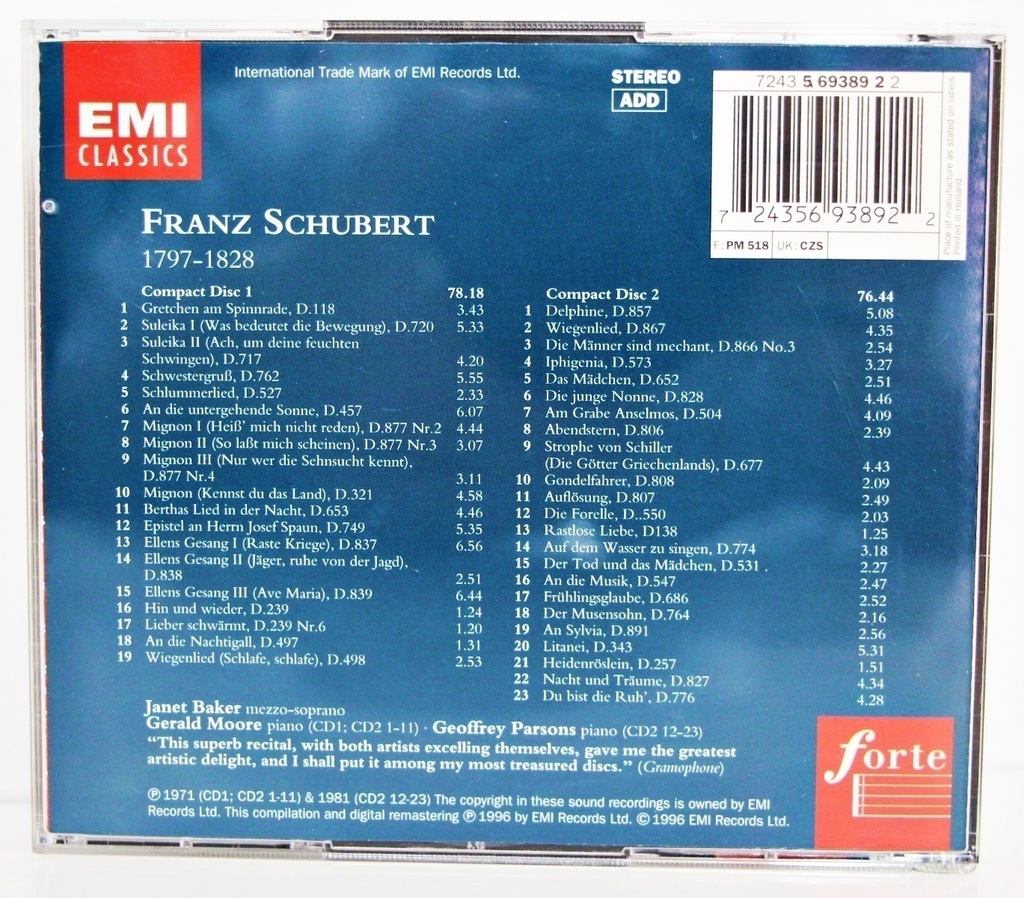 EMI
CLASSICS
International Trade Mark of EMI Records Ltd.
STEREO
ADD
7243 5 69389 2 2
7 24356 93892 2
F: PM 518 UK: CZS
Place of manufacture as stated on labels
Printed in Holland
FRANZ SCHUBERT
1797-1828
Compact Disc 1 78.18
1 Gretchen am Spinnrade, D.118 3.43
2 Suleika I (Was bedeutet die Bewegung), D.720 5.33
3 Suleika II (Ach, um deine feuchten
Schwingen), D.717 4.20
4 Schwestergruß, D.762 5.55
5 Schlummerlied, D.527 2.33
6 An die untergehende Sonne, D.457 6.07
7 Mignon I (Heiß' mich nicht reden), D.877 Nr.2 4.44
8 Mignon II (So laßt mich scheinen), D.877 Nr.3 3.07
9 Mignon III (Nur wer die Sehnsucht kennt),
D.877 Nr.4 3.11
10 Mignon (Kennst du das Land), D.321 4.58
11 Berthas Lied in der Nacht, D.653 4.46
12 Epistel an Herrn Josef Spaun, D.749 5.35
13 Ellens Gesang I (Raste Kriege), D.837 6.56
14 Ellens Gesang II (Jäger, ruhe von der Jagd),
D.838 2.51
15 Ellens Gesang III (Ave Maria), D.839 6.44
16 Hin und wieder, D.239 1.24
17 Lieber schwärmt, D.239 Nr.6 1.20
18 An die Nachtigall, D.497 1.31
19 Wiegenlied (Schlafe, schlafe), D.498 2.53
Compact Disc 2 76.44
1 Delphine, D.857 5.08
2 Wiegenlied, D.867 4.35
3 Die Männer sind mechant, D.866 No.3 2.54
4 Iphigenia, D.573 3.27
5 Das Mädchen, D.652 2.51
6 Die junge Nonne, D.828 4.46
7 Am Grabe Anselmos, D.504 4.09
8 Abendstern, D.806 2.39
9 Strophe von Schiller
(Die Götter Griechenlands), D.677 4.43
10 Gondelfahrer, D.808 2.09
11 Auflösung, D.807 2.49
12 Die Forelle, D..550 2.03
13 Rastlose Liebe, D138 1.25
14 Auf dem Wasser zu singen, D.774 3.18
15 Der Tod und das Mädchen, D.531 . 2.27
16 An die Musik, D.547 2.47
17 Frühlingsglaube, D.686 2.52
18 Der Musensohn, D.764 2.16
19 An Sylvia, D.891 2.56
20 Litanei, D.343 5.31
21 Heidenröslein, D.257 1.51
22 Nacht und Träume, D.827 4.34
23 Du bist die Ruh', D.776 4.28
Janet Baker mezzo-soprano
Gerald Moore piano (CD1; CD2 1-11) · Geoffrey Parsons piano (CD2 12-23)
“This superb recital, with both artists excelling themselves, gave me the greatest
artistic delight, and I shall put it among my most treasured discs.” (Gramophone)
℗ 1971 (CD1; CD2 1-11) & 1981 (CD2 12-23) The copyright in these sound recordings is owned by EMI
Records Ltd. This compilation and digital remastering ℗ 1996 by EMI Records Ltd. © 1996 EMI Records Ltd.
forte